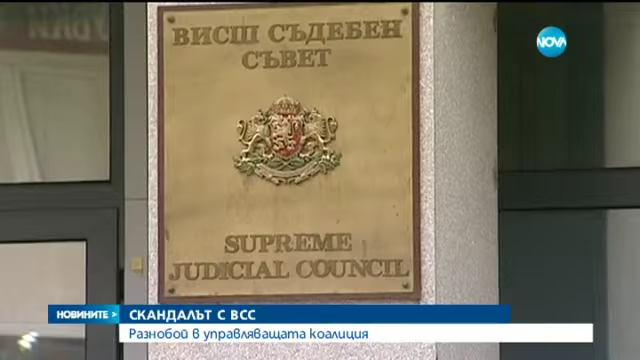 ВИСШ СЪДЕБЕН
СЪВЕТ
NOVA
SUPREME
JUDICIAL COUNCIL
НОВИНИТЕ
СКАНДАЛЪТ С ВСС
Разнобой в управляващата коалиция